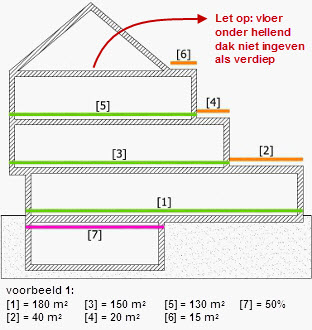 Let op: vloer
onder hellend
dak niet ingeven
als verdiep
[6]
[5]
[4]
[3]
[2]
[1]
[7]
voorbeeld 1:
[1] = 180 m² [3] = 150 m² [5] = 130 m² [7] = 50%
[2] = 40 m² [4] = 20 m² [6] = 15 m²